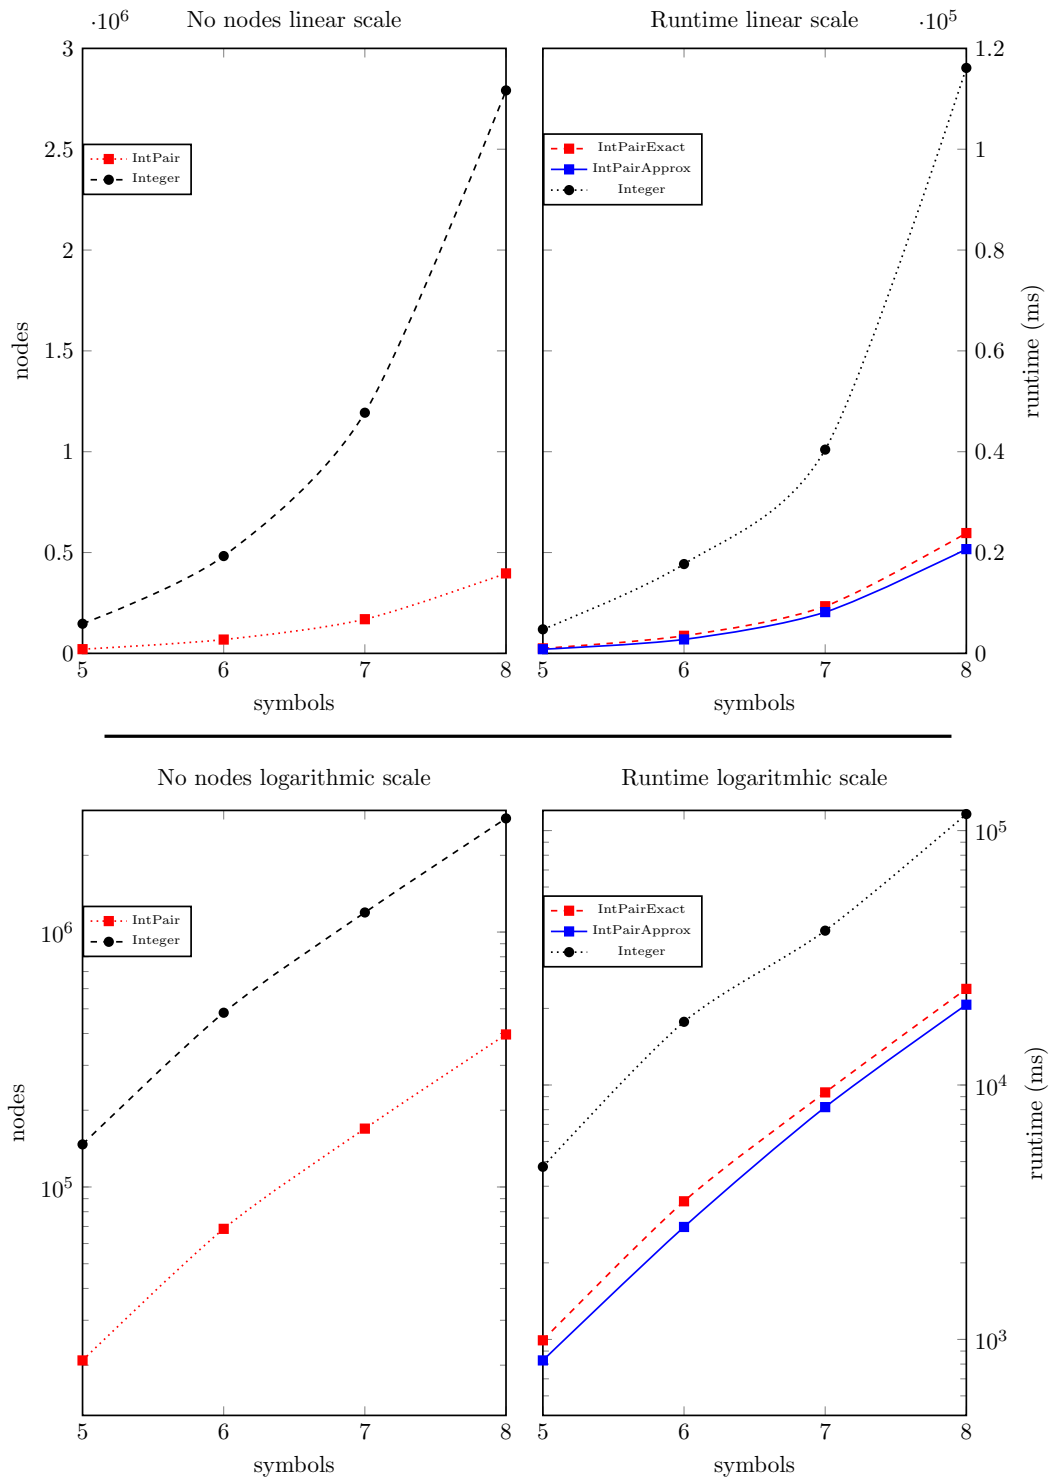 No nodes linear scale
·10^6
3
2.5
2
1.5
1
0.5
0
nodes
IntPair
Integer
5 6 7 8
symbols
Runtime linear scale
·10^5
1.2
1
0.8
0.6
0.4
0.2
0
runtime (ms)
IntPairExact
IntPairApprox
Integer
5 6 7 8
symbols
No nodes logarithmic scale
10^6
10^5
nodes
IntPair
Integer
5 6 7 8
symbols
Runtime logaritmhic scale
10^5
10^4
10^3
runtime (ms)
IntPairExact
IntPairApprox
Integer
5 6 7 8
symbols